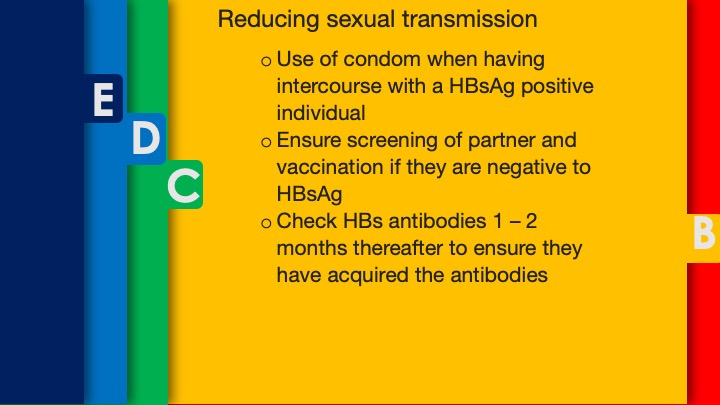 Reducing sexual transmission
o Use of condom when having
intercourse with a HBsAg positive
individual
o Ensure screening of partner and
vaccination if they are negative to
HBsAg
o Check HBs antibodies 1 – 2
months thereafter to ensure they
have acquired the antibodies
E
D
C
B